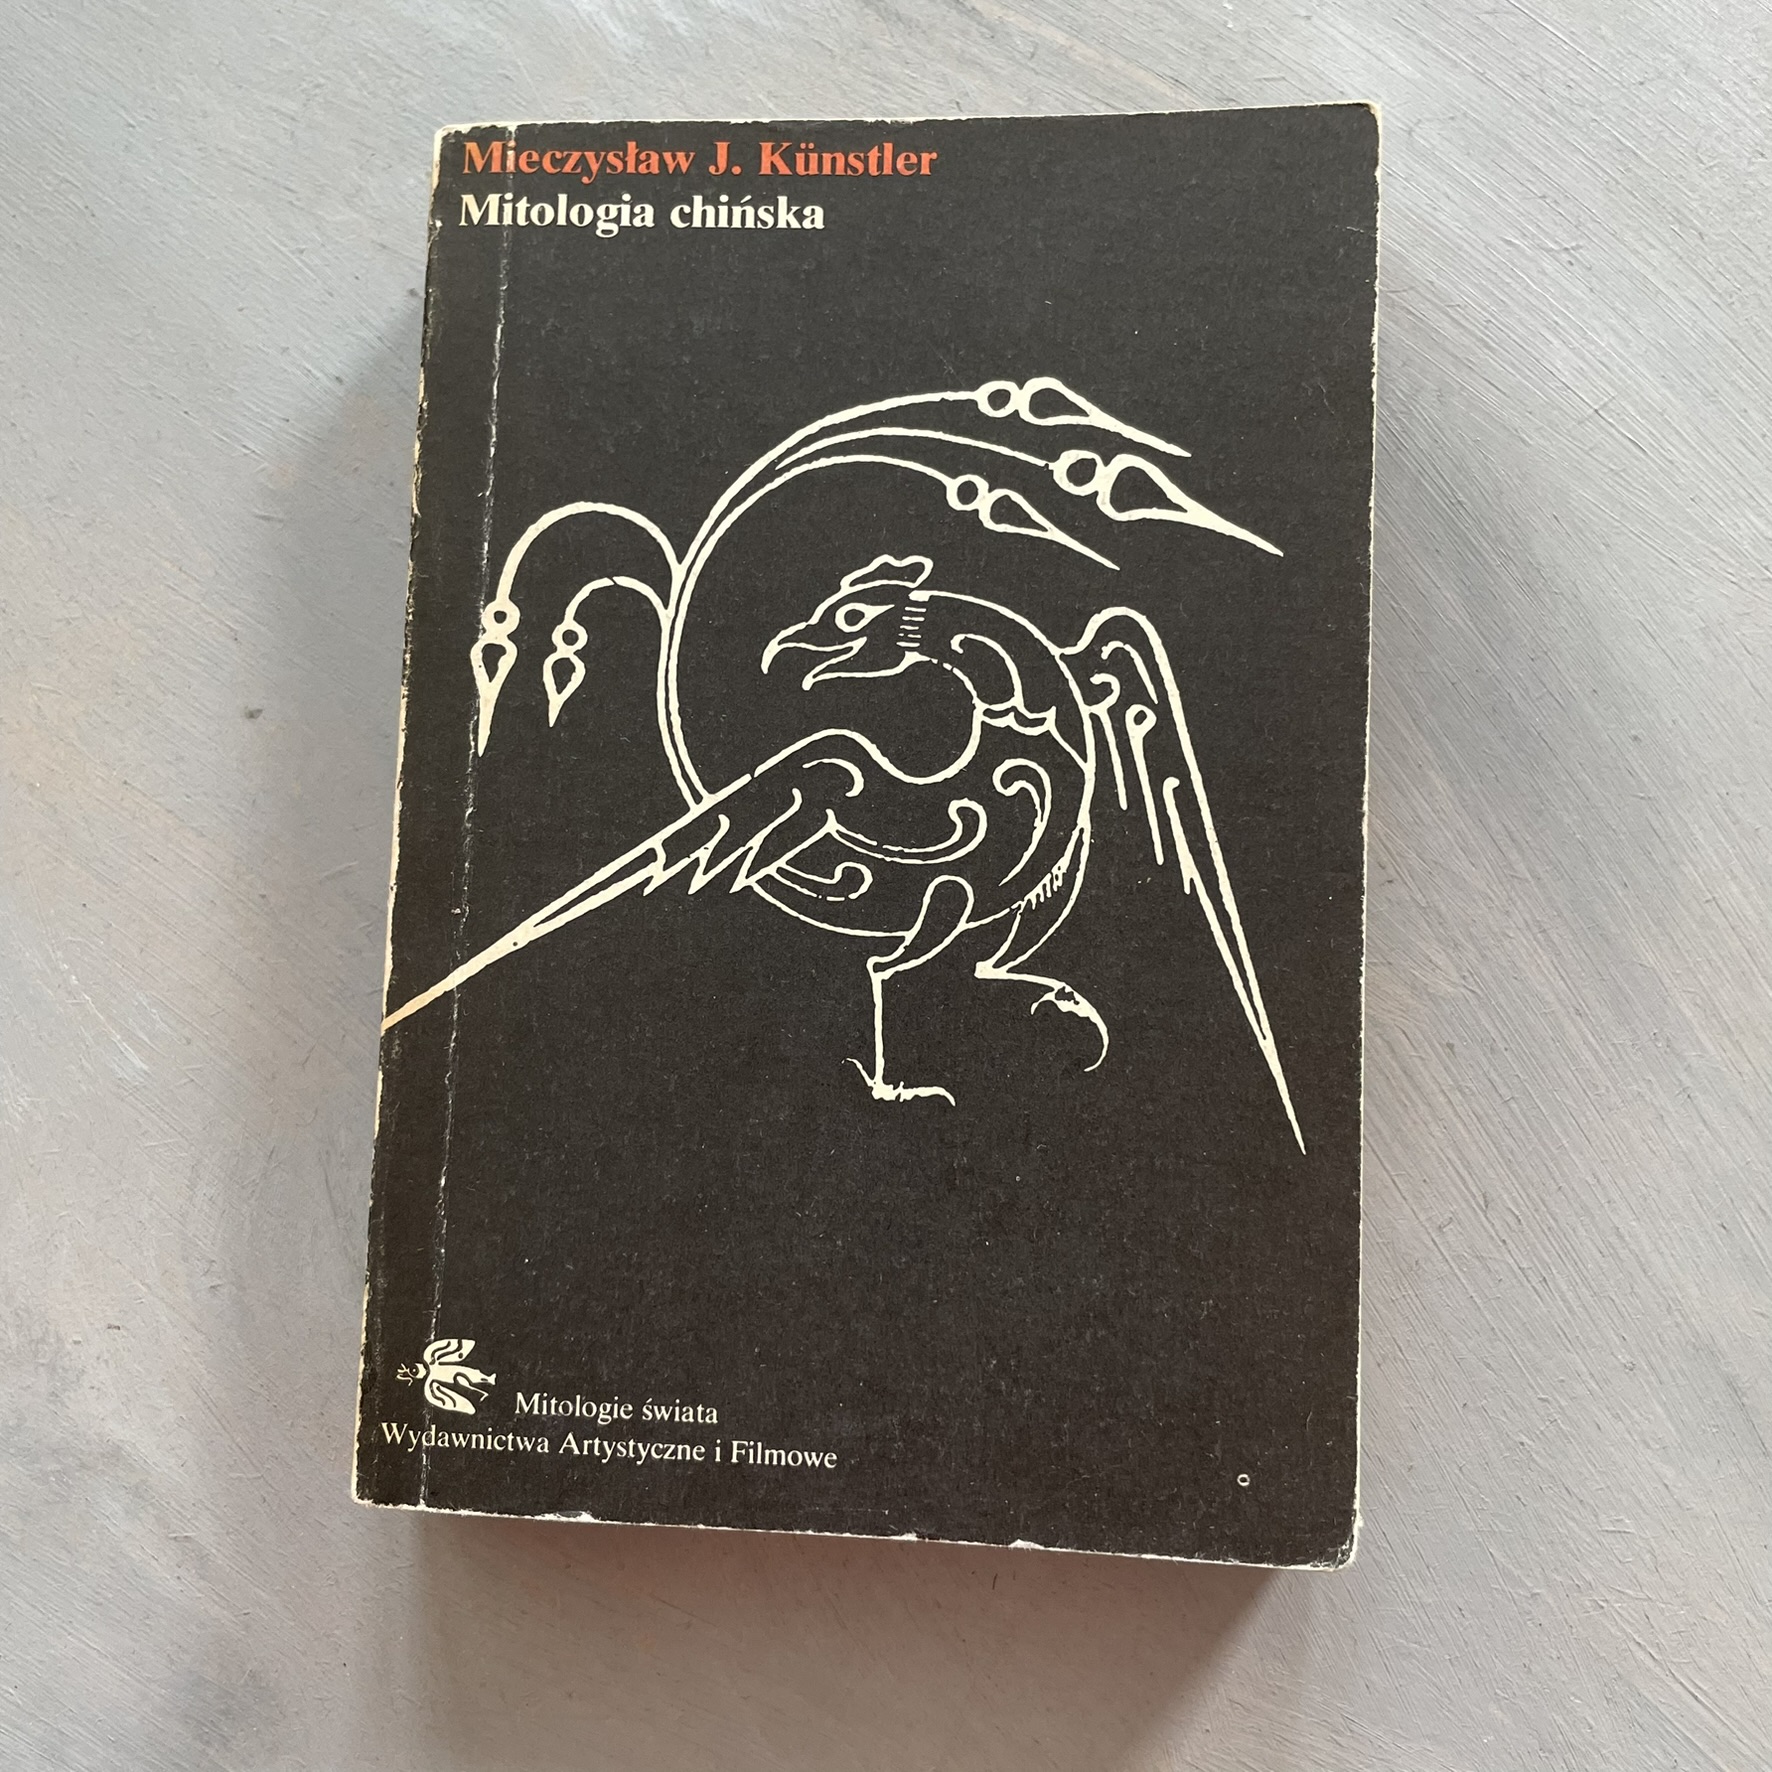 Mieczysław J. Künstler
Mitologia chińska
Mitologie świata
Wydawnictwa Artystyczne i Filmowe